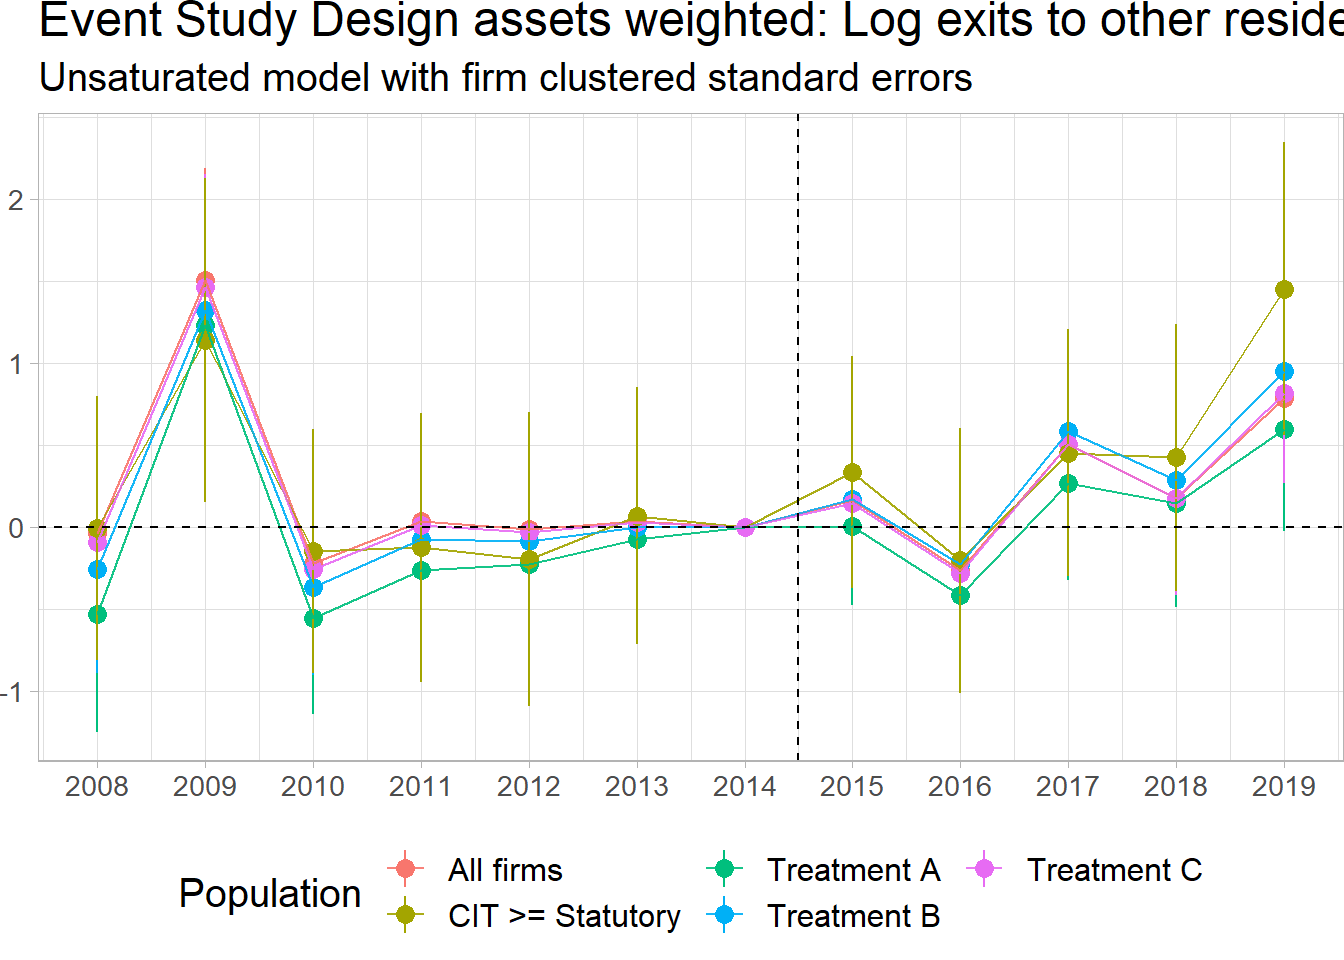 Event Study Design assets weighted: Log exits to other reside
Unsaturated model with firm clustered standard errors
2
1
0
-1
2008 2009 2010 2011 2012 2013 2014 2015 2016 2017 2018 2019
Population
All firms
CIT >= Statutory
Treatment A
Treatment B
Treatment C